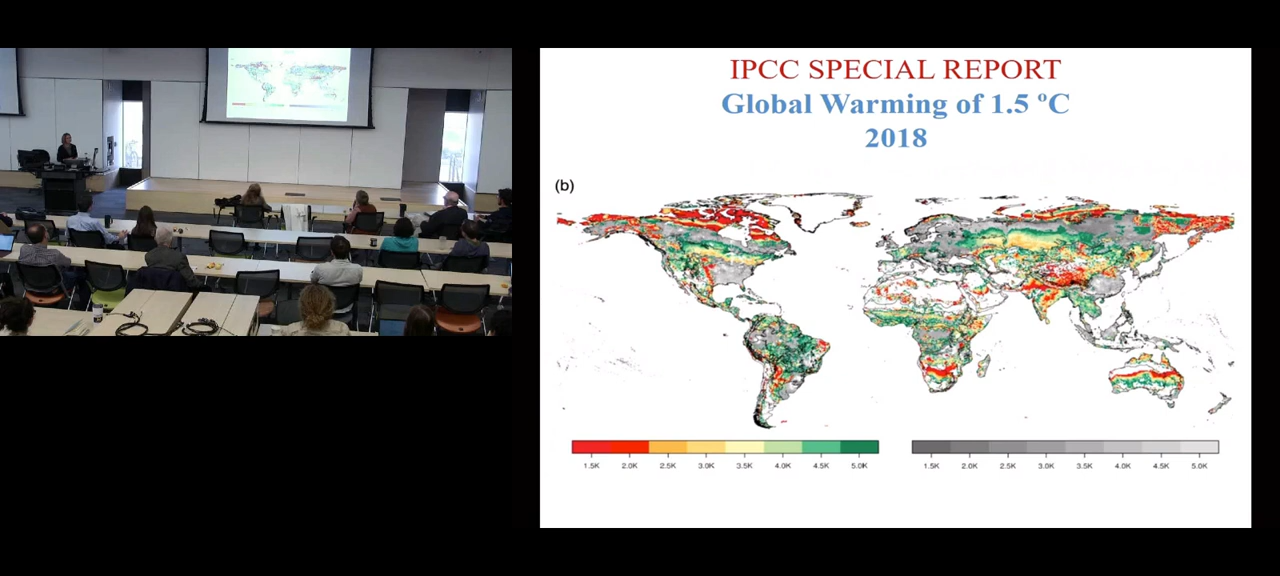 IPCC SPECIAL REPORT
Global Warming of 1.5 ºC
2018
(b)
1.5K 2.0K 2.5K 3.0K 3.5K 4.0K 4.5K 5.0K
1.5K 2.0K 2.5K 3.0K 3.5K 4.0K 4.5K 5.0K